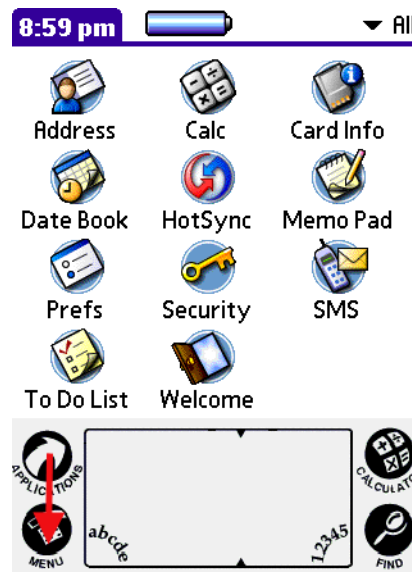 8:59 pm All
Address Calc Card Info
Date Book HotSync Memo Pad
Prefs Security SMS
To Do List Welcome
APPLICATIONS
abcde 12345
MENU FIND